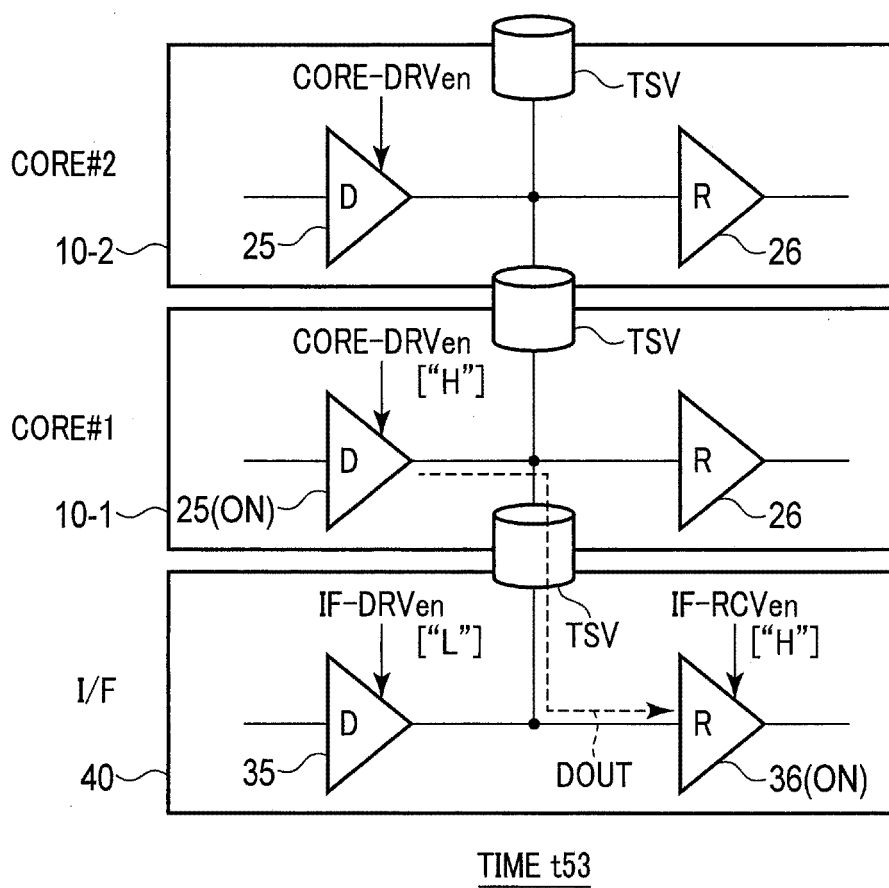 CORE-DRVen
TSV
CORE#2
D
R
25
26
10-2
CORE-DRVen
["H"]
TSV
CORE#1
D
R
25(ON)
26
10-1
IF-DRVen
["L"]
TSV
IF-RCVen
["H"]
I/F
D
R
35
DOUT
36(ON)
40
TIME t53